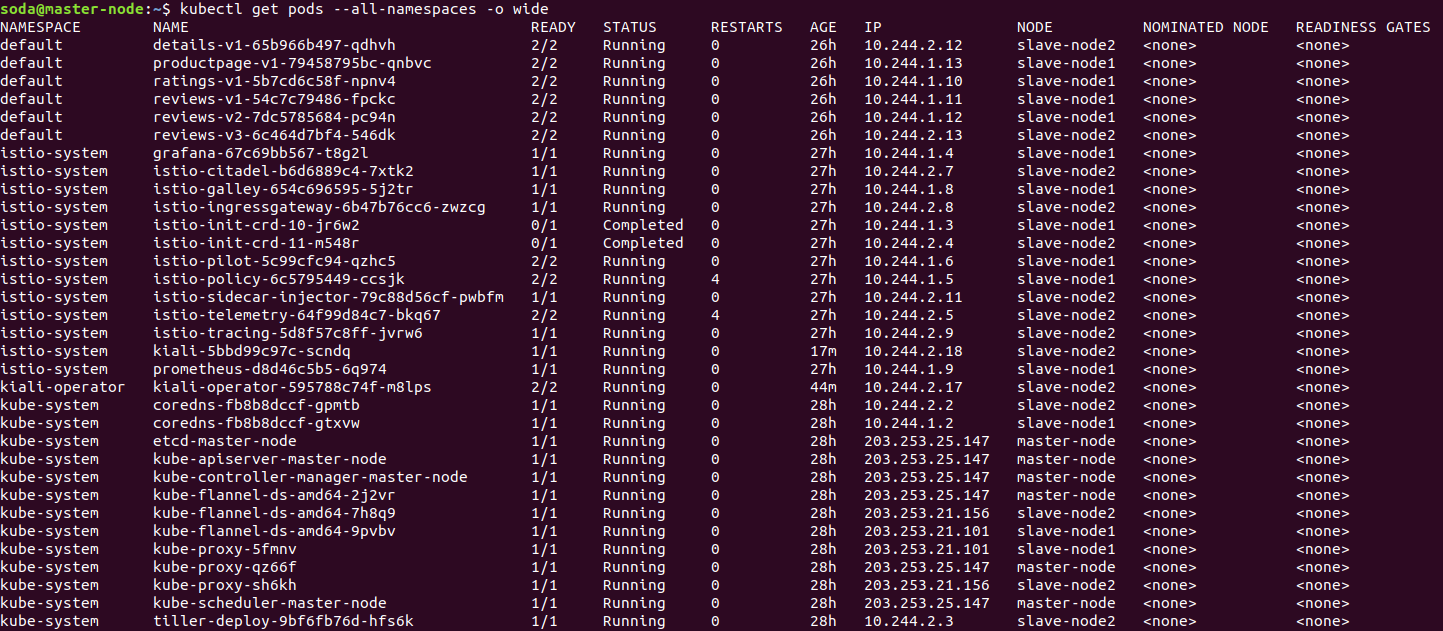 soda@master-node:~$ kubectl get pods --all-namespaces -o wide
NAMESPACE NAME READY STATUS RESTARTS AGE IP NODE NOMINATED NODE READINESS GATES
default details-v1-65b966b497-qdhvh 2/2 Running 0 26h 10.244.2.12 slave-node2 <none> <none>
default productpage-v1-79458795bc-qnbvc 2/2 Running 0 26h 10.244.1.13 slave-node1 <none> <none>
default ratings-v1-5b7cd6c58f-npnv4 2/2 Running 0 26h 10.244.1.10 slave-node1 <none> <none>
default reviews-v1-54c7c79486-fpckc 2/2 Running 0 26h 10.244.1.11 slave-node1 <none> <none>
default reviews-v2-7dc5785684-pc94n 2/2 Running 0 26h 10.244.1.12 slave-node1 <none> <none>
default reviews-v3-6c464d7bf4-546dk 2/2 Running 0 26h 10.244.2.13 slave-node2 <none> <none>
istio-system grafana-67c69bb567-t8g2l 1/1 Running 0 27h 10.244.1.4 slave-node1 <none> <none>
istio-system istio-citadel-b6d6889c4-7xtk2 1/1 Running 0 27h 10.244.2.7 slave-node2 <none> <none>
istio-system istio-galley-654c696595-5j2tr 1/1 Running 0 27h 10.244.1.8 slave-node1 <none> <none>
istio-system istio-ingressgateway-6b47b76cc6-zwzcg 1/1 Running 0 27h 10.244.2.8 slave-node2 <none> <none>
istio-system istio-init-crd-10-jr6w2 0/1 Completed 0 27h 10.244.1.3 slave-node1 <none> <none>
istio-system istio-init-crd-11-m548r 0/1 Completed 0 27h 10.244.2.4 slave-node2 <none> <none>
istio-system istio-pilot-5c99cfc94-qzhc5 2/2 Running 0 27h 10.244.1.6 slave-node1 <none> <none>
istio-system istio-policy-6c5795449-ccsjk 2/2 Running 4 27h 10.244.1.5 slave-node1 <none> <none>
istio-system istio-sidecar-injector-79c88d56cf-pwbfm 1/1 Running 0 27h 10.244.2.11 slave-node2 <none> <none>
istio-system istio-telemetry-64f99d84c7-bkq67 2/2 Running 4 27h 10.244.2.5 slave-node2 <none> <none>
istio-system istio-tracing-5d8f57c8ff-jvrw6 1/1 Running 0 27h 10.244.2.9 slave-node2 <none> <none>
istio-system kiali-5bbd99c97c-scndq 1/1 Running 0 17m 10.244.2.18 slave-node2 <none> <none>
istio-system prometheus-d8d46c5b5-6q974 1/1 Running 0 27h 10.244.1.9 slave-node1 <none> <none>
kiali-operator kiali-operator-595788c74f-m8lps 2/2 Running 0 44m 10.244.2.17 slave-node2 <none> <none>
kube-system coredns-fb8b8dccf-gpmtb 1/1 Running 0 28h 10.244.2.2 slave-node2 <none> <none>
kube-system coredns-fb8b8dccf-gtxvw 1/1 Running 0 28h 10.244.1.2 slave-node1 <none> <none>
kube-system etcd-master-node 1/1 Running 0 28h 203.253.25.147 master-node <none> <none>
kube-system kube-apiserver-master-node 1/1 Running 0 28h 203.253.25.147 master-node <none> <none>
kube-system kube-controller-manager-master-node 1/1 Running 0 28h 203.253.25.147 master-node <none> <none>
kube-system kube-flannel-ds-amd64-2j2vr 1/1 Running 0 28h 203.253.25.147 master-node <none> <none>
kube-system kube-flannel-ds-amd64-7h8q9 1/1 Running 0 28h 203.253.21.156 slave-node2 <none> <none>
kube-system kube-flannel-ds-amd64-9pvbv 1/1 Running 0 28h 203.253.21.101 slave-node1 <none> <none>
kube-system kube-proxy-5fmnv 1/1 Running 0 28h 203.253.21.101 slave-node1 <none> <none>
kube-system kube-proxy-qz66f 1/1 Running 0 28h 203.253.25.147 master-node <none> <none>
kube-system kube-proxy-sh6kh 1/1 Running 0 28h 203.253.21.156 slave-node2 <none> <none>
kube-system kube-scheduler-master-node 1/1 Running 0 28h 203.253.25.147 master-node <none> <none>
kube-system tiller-deploy-9bf6fb76d-hfs6k 1/1 Running 0 28h 10.244.2.3 slave-node2 <none> <none>